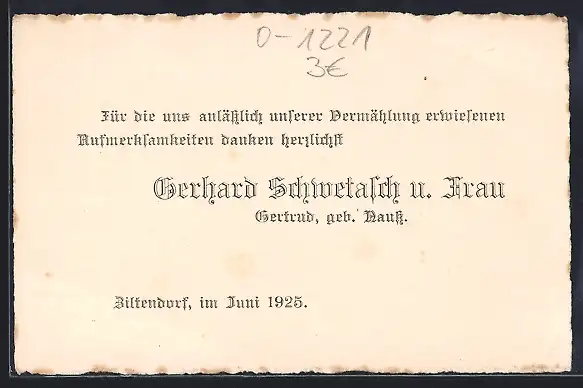 O-1221
3€
Für die uns anläßlich unserer Vermählung erwiesenen
Aufmerksamkeiten danken herzlichst
Gerhard Schwetasch u. Frau
Gertrud, geb. Nauß.
Ziltendorf, im Juni 1925.